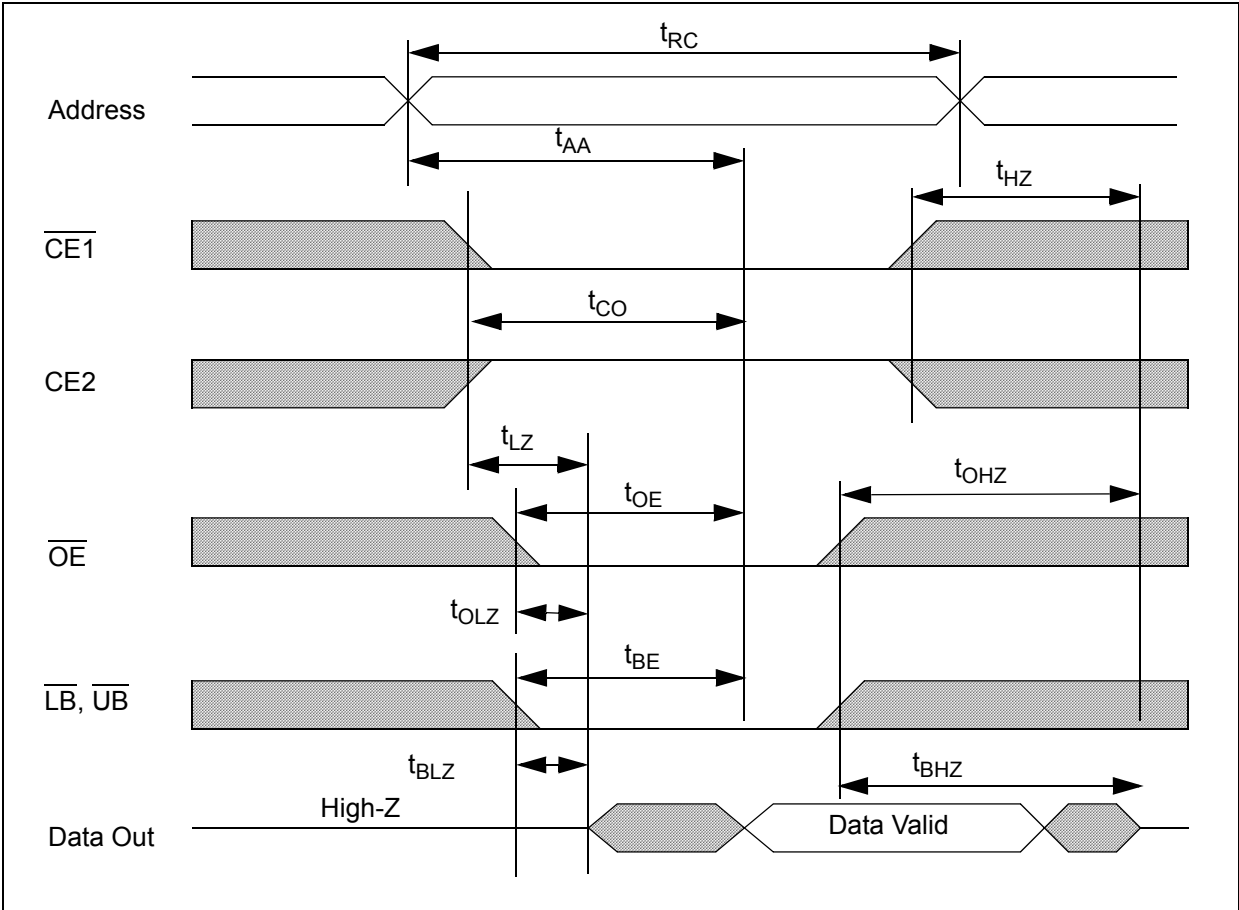 tRC
Address
tAA
tHZ
CE1
tCO
CE2
tLZ
tOHZ
tOE
OE
tOLZ
tBE
LB, UB
tBLZ
tBHZ
High-Z
Data Valid
Data Out